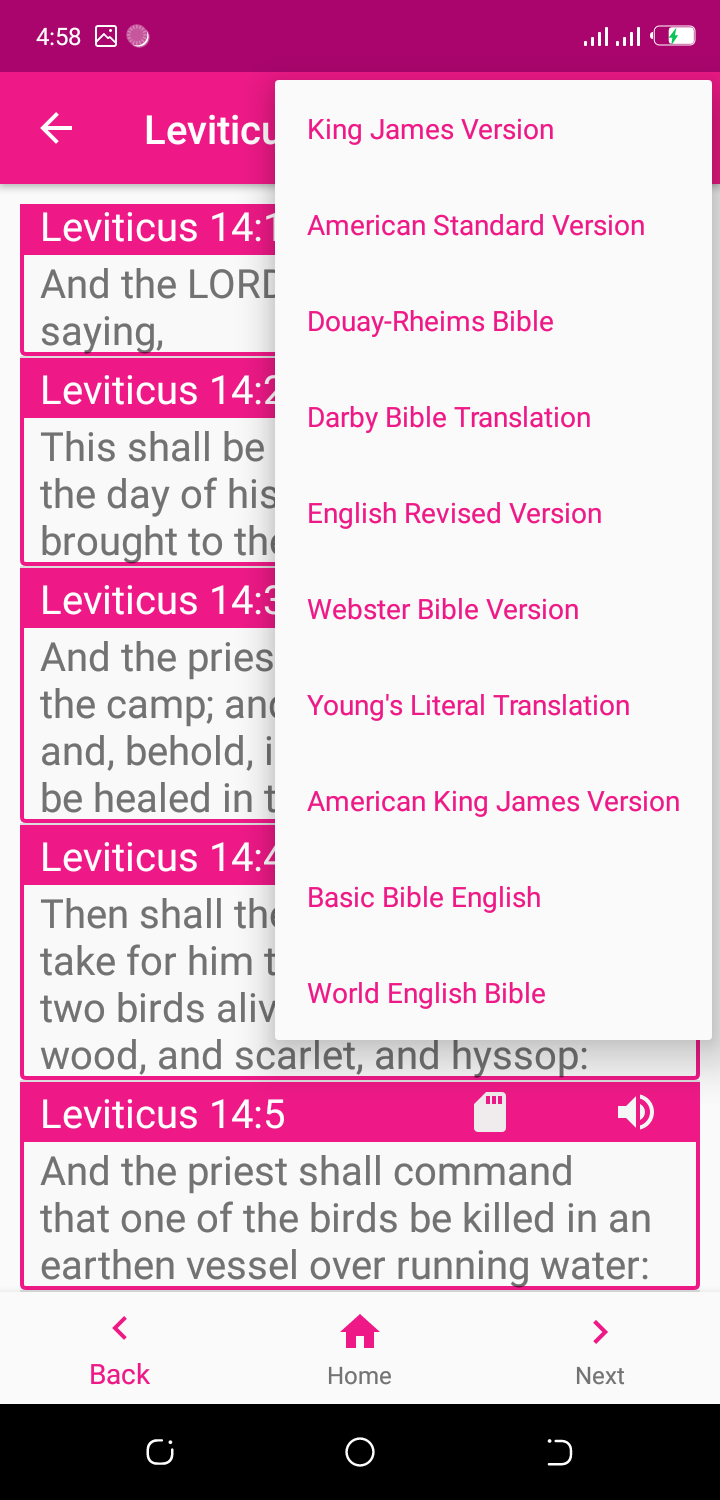 4:58
Leviticu
King James Version
American Standard Version
Douay-Rheims Bible
Darby Bible Translation
English Revised Version
Webster Bible Version
Young's Literal Translation
American King James Version
Basic Bible English
World English Bible
Leviticus 14:1
And the LORD
saying,
Leviticus 14:2
This shall be
the day of his
brought to the
Leviticus 14:3
And the pries
the camp; and
and, behold, i
be healed in t
Leviticus 14:4
Then shall the
take for him t
two birds aliv
wood, and scarlet, and hyssop:
Leviticus 14:5
And the priest shall command
that one of the birds be killed in an
earthen vessel over running water:
Back
Home
Next